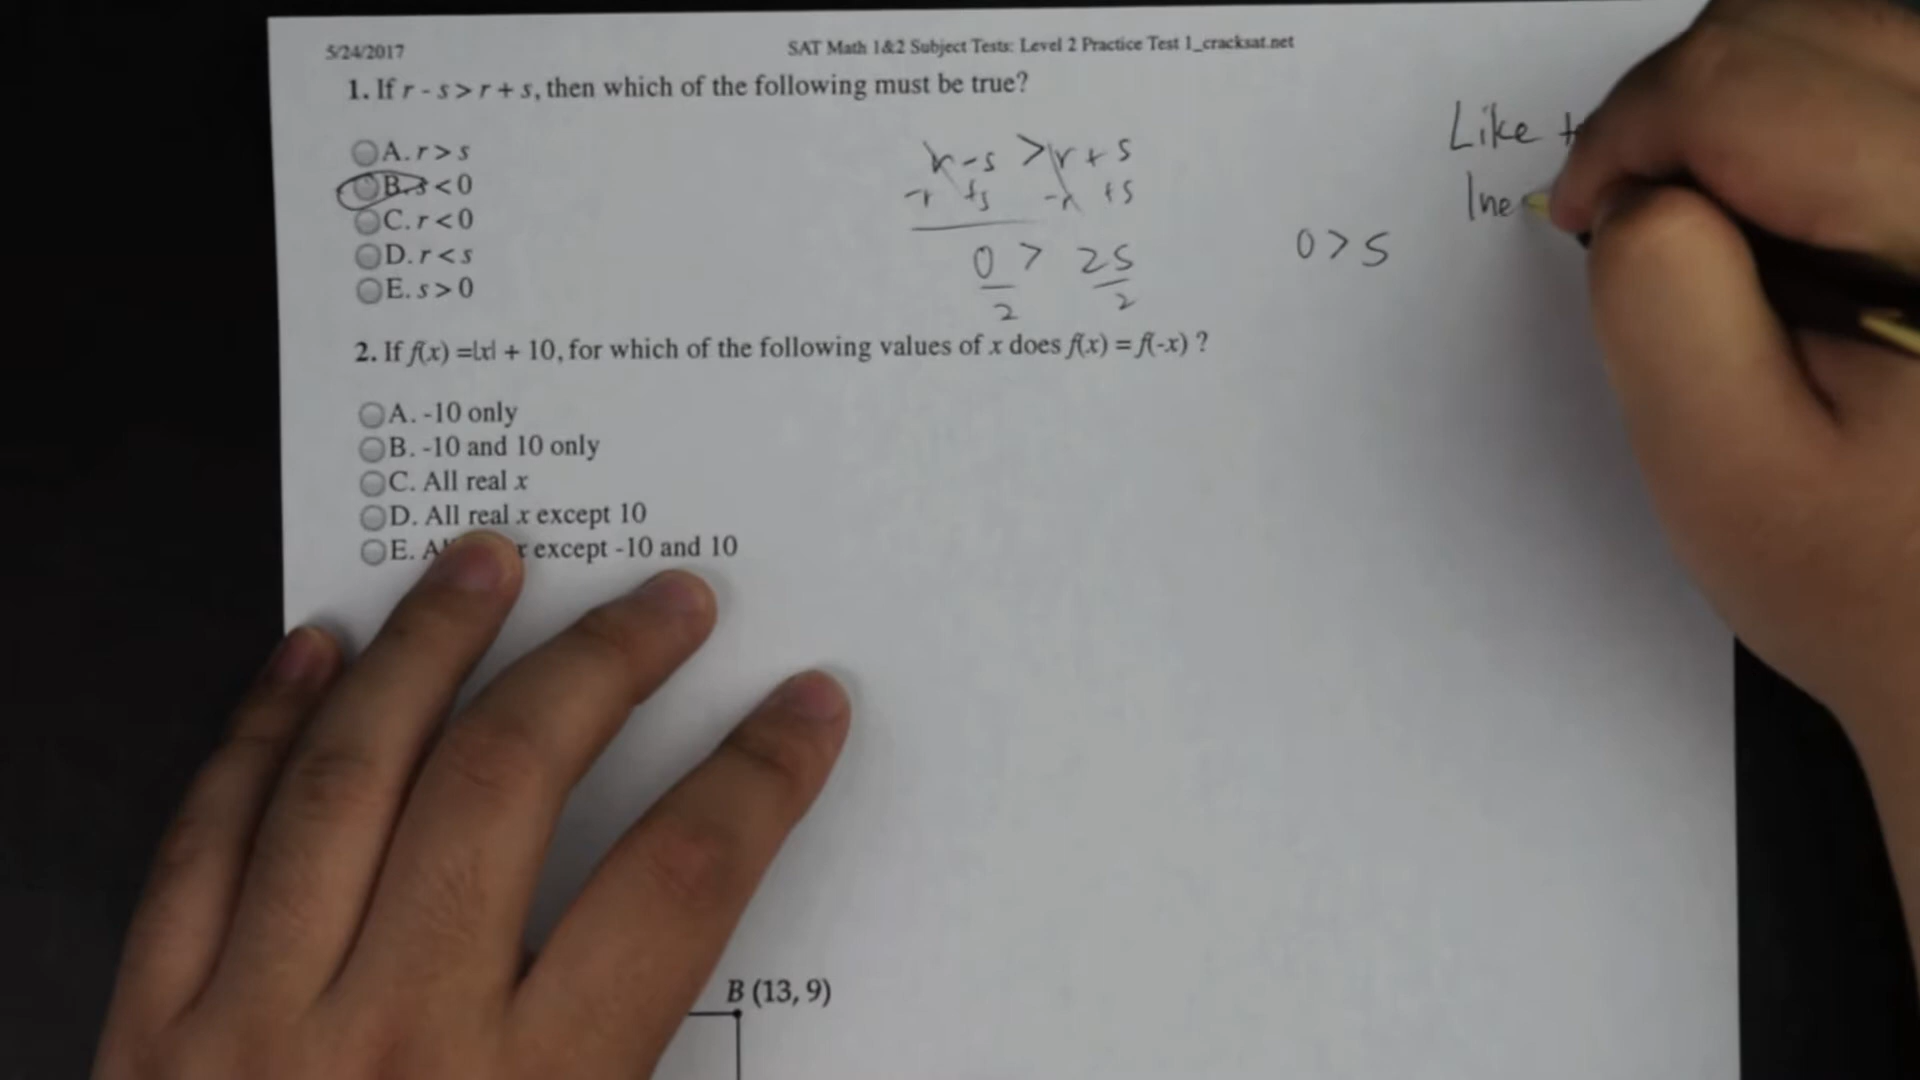 5/24/2017
SAT Math 1&2 Subject Tests: Level 2 Practice Test 1_cracksat.net
1. If r - s > r + s, then which of the following must be true?
A. r > s
B. s < 0
C. r < 0
D. r < s
E. s > 0
r - s > r + s
-r +s -r +s
0 > 2s
2 2
0 > s
Like
Ine
2. If f(x) =|x| + 10, for which of the following values of x does f(x) = f(-x) ?
A. -10 only
B. -10 and 10 only
C. All real x
D. All real x except 10
E. x except -10 and 10
B (13, 9)